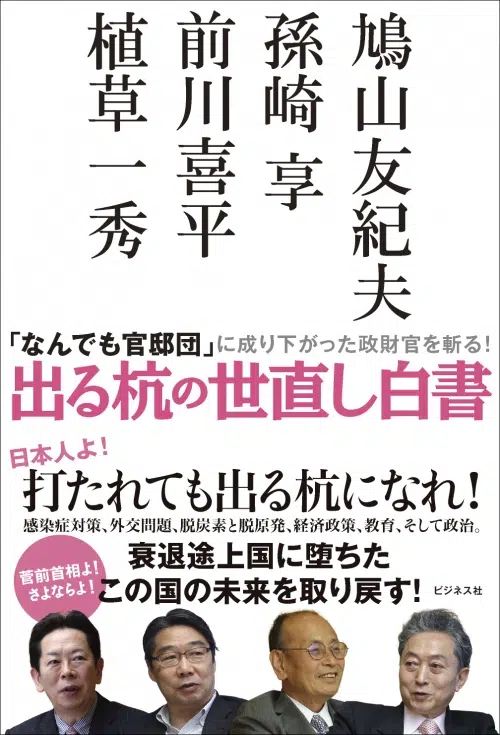 鳩山友紀夫
孫崎 享
前川喜平
植草一秀
「なんでも官邸団」に成り下がった政財官を斬る!
出る杭の世直し白書
日本人よ!
打たれても出る杭になれ!
感染症対策、外交問題、脱炭素と脱原発、経済政策、教育、そして政治。
菅前首相よ!
さよならよ!
衰退途上国に堕ちた
この国の未来を取り戻す!
ビジネス社